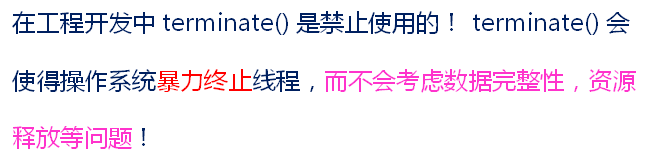 在工程开发中 terminate() 是禁止使用的！ terminate() 会
使得操作系统暴力终止线程，而不会考虑数据完整性，资源
释放等问题！